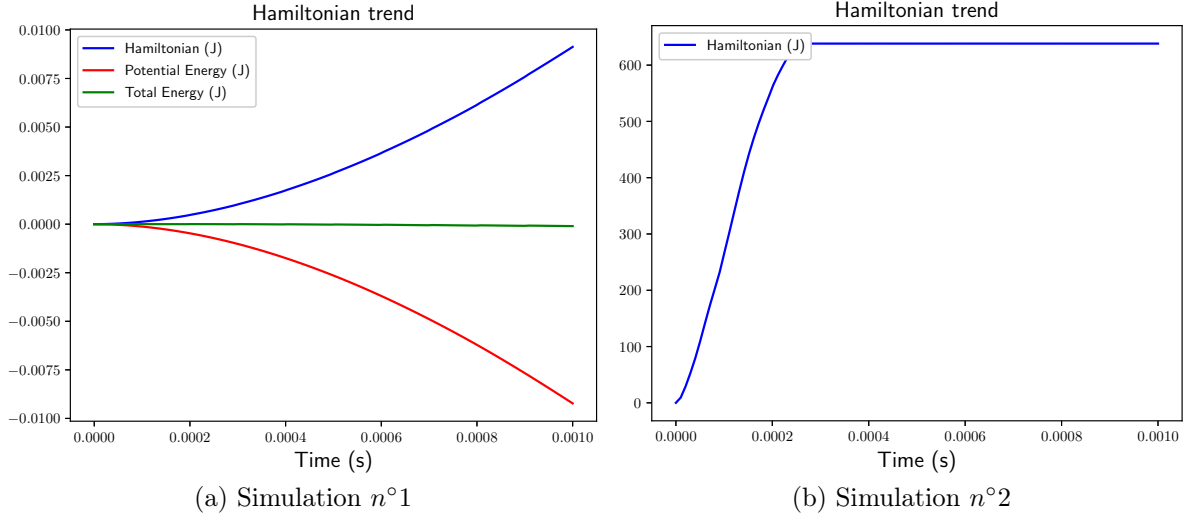 Hamiltonian trend
0.0100
0.0075
0.0050
0.0025
0.0000
−0.0025
−0.0050
−0.0075
−0.0100
Hamiltonian (J)
Potential Energy (J)
Total Energy (J)
0.0000 0.0002 0.0004 0.0006 0.0008 0.0010
Time (s)
(a) Simulation n°1
Hamiltonian trend
600
500
400
300
200
100
0
Hamiltonian (J)
0.0000 0.0002 0.0004 0.0006 0.0008 0.0010
Time (s)
(b) Simulation n°2